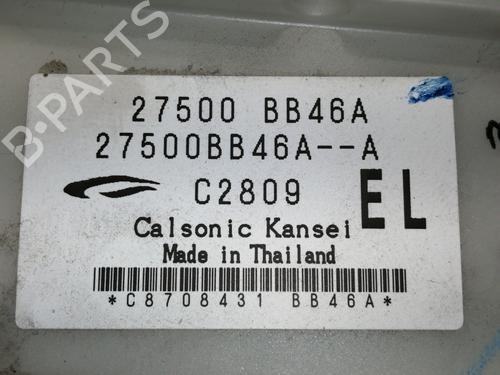 B-PARTS
27500 BB46A
27500BB46A--A
C2809
EL
Calsonic Kansei
Made in Thailand
*C8708431 BB46A*